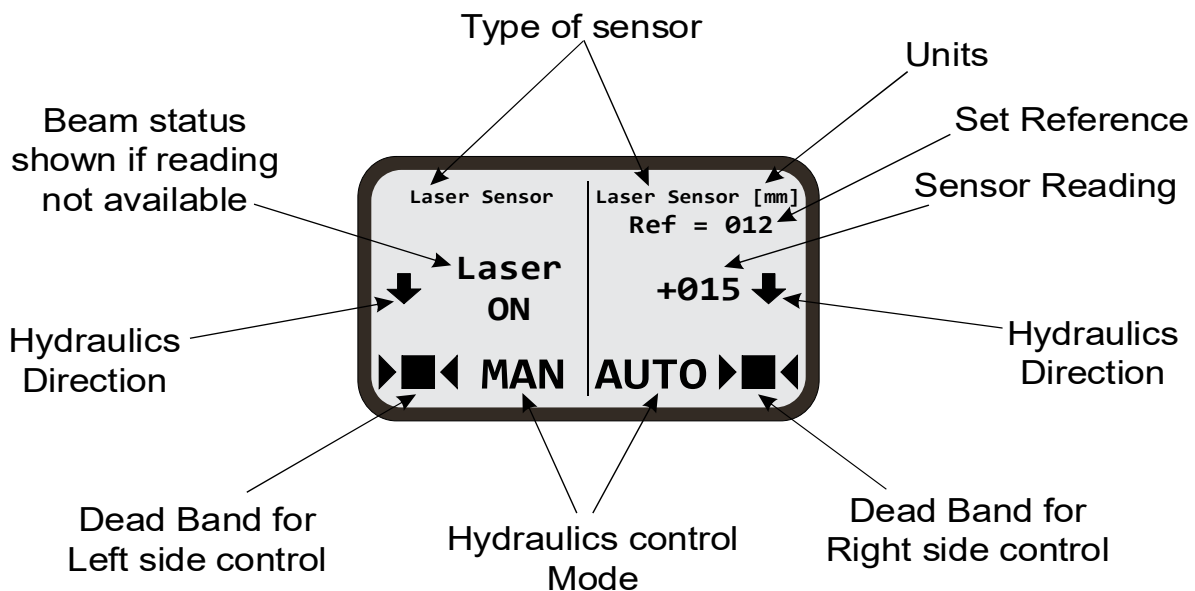 Type of sensor
Units
Beam status
shown if reading
not available
Set Reference
Sensor Reading
Laser Sensor
Laser Sensor [mm]
Ref = 012
Laser
ON
+015
Hydraulics
Direction
Hydraulics
Direction
MAN
AUTO
Dead Band for
Left side control
Hydraulics control
Mode
Dead Band for
Right side control